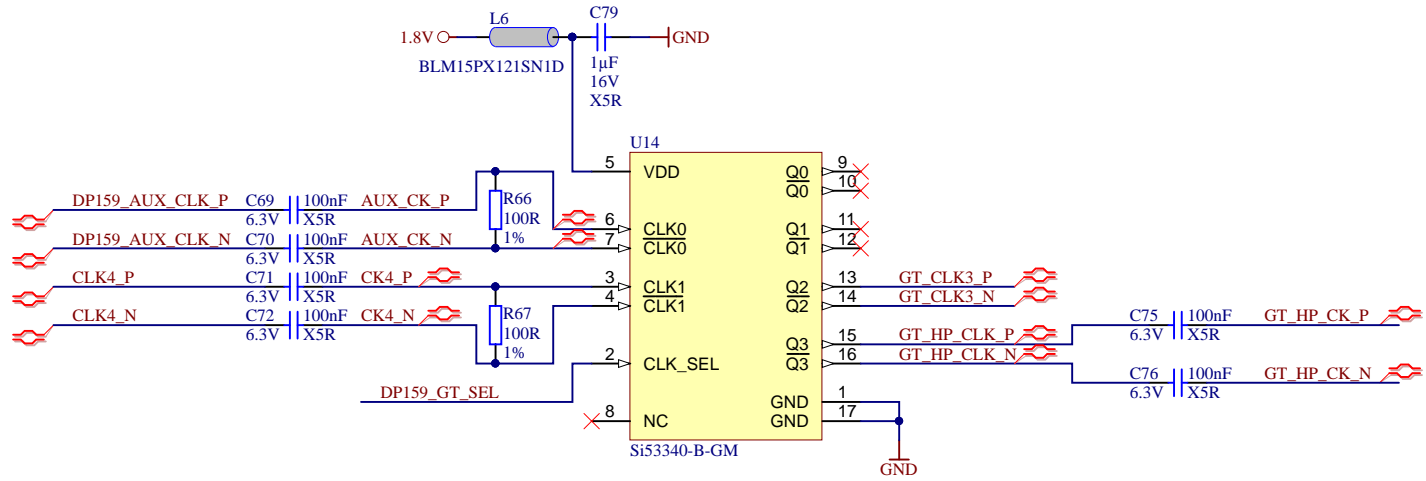 L6
C79
1.8V
GND
BLM15PX121SN1D
1µF
16V
X5R
U14
5 VDD
Q0 9
Q0 10
DP159_AUX_CLK_P C69 100nF AUX_CK_P
6.3V X5R
R66
100R
1%
6 CLK0
Q1 11
DP159_AUX_CLK_N C70 100nF AUX_CK_N
6.3V X5R
7 CLK0
Q1 12
CLK4_P C71 100nF CK4_P
6.3V X5R
3 CLK1
Q2 13 GT_CLK3_P
4 CLK1
Q2 14 GT_CLK3_N
CLK4_N C72 100nF CK4_N
6.3V X5R
R67
100R
1%
Q3 15 GT_HP_CLK_P
C75 100nF GT_HP_CK_P
6.3V X5R
2 CLK_SEL
Q3 16 GT_HP_CLK_N
C76 100nF GT_HP_CK_N
6.3V X5R
DP159_GT_SEL
GND 1
8 NC
GND 17
Si53340-B-GM
GND